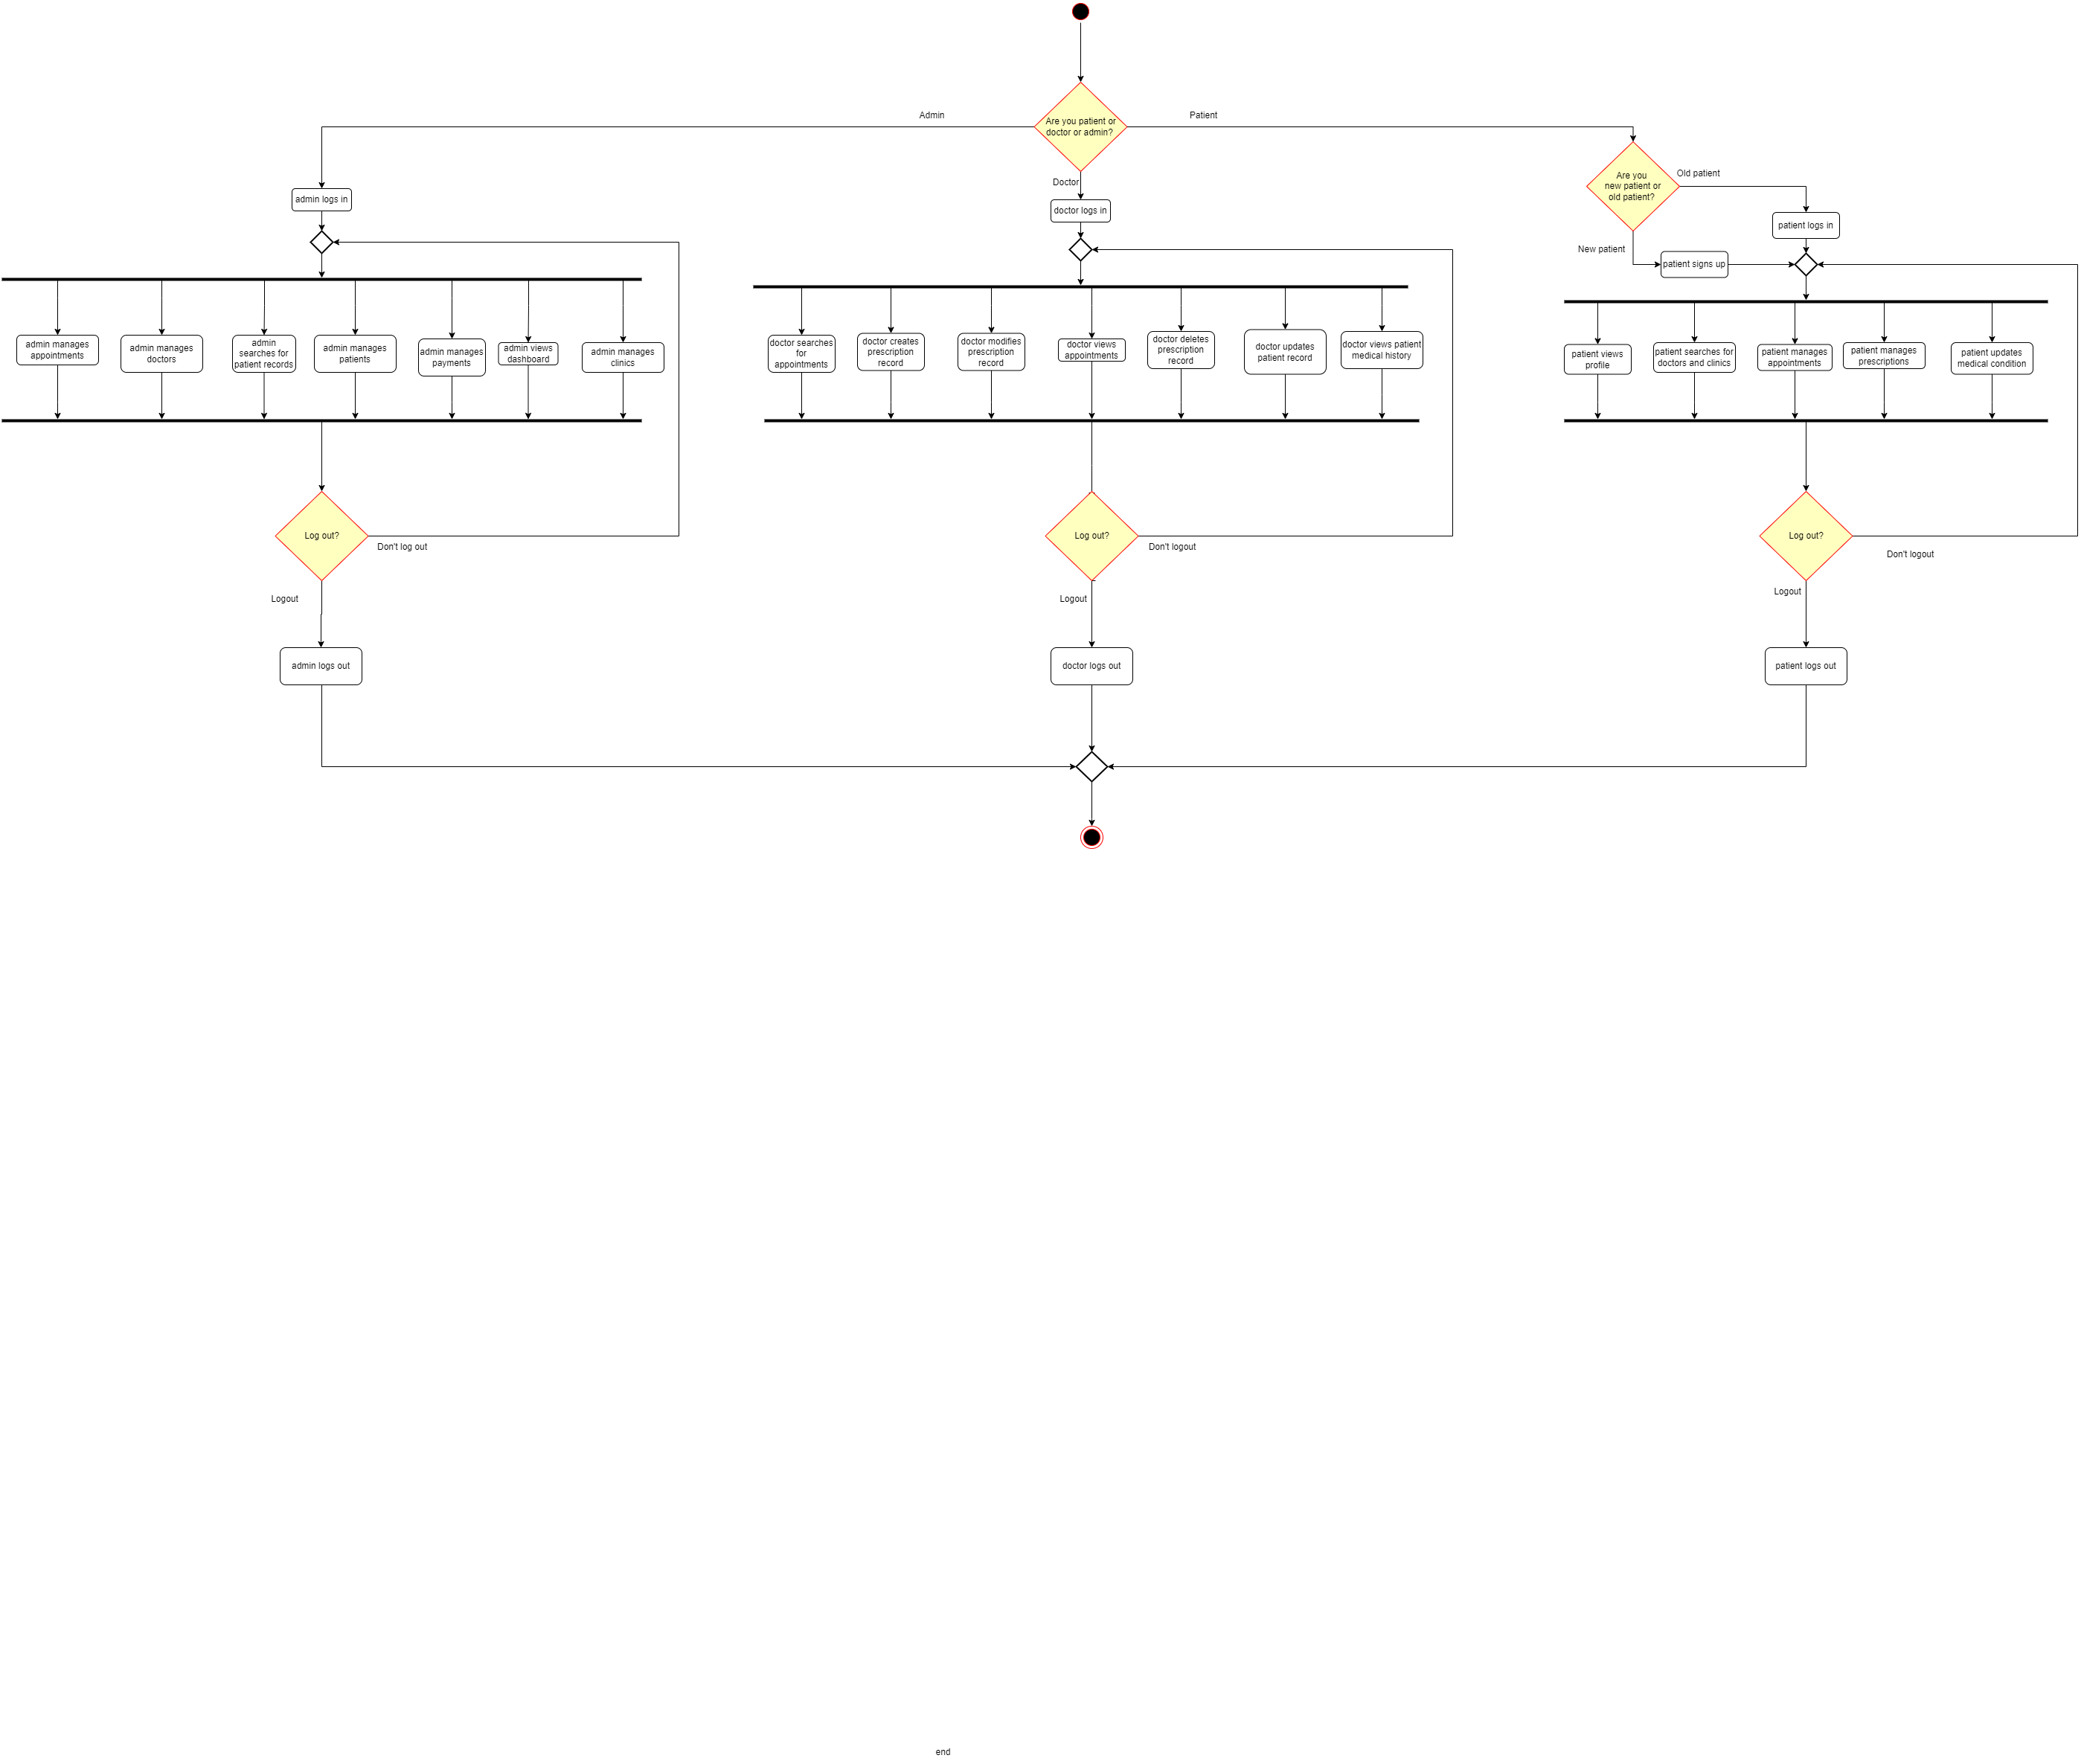 Admin
Patient
Are you patient or
doctor or admin?
Doctor
Are you
new patient or
old patient?
Old patient
New patient
admin logs in
doctor logs in
patient logs in
patient signs up
admin manages
appointments
admin manages
doctors
admin
searches for
patient records
admin manages
patients
admin manages
payments
admin views
dashboard
admin manages
clinics
doctor searches
for
appointments
doctor creates
prescription
record
doctor modifies
prescription
record
doctor views
appointments
doctor deletes
prescription
record
doctor updates
patient record
doctor views patient
medical history
patient views
profile
patient searches for
doctors and clinics
patient manages
appointments
patient manages
prescriptions
patient updates
medical condition
Log out?
Don't log out
Log out?
Don't logout
Log out?
Don't logout
Logout
Logout
Logout
admin logs out
doctor logs out
patient logs out
end